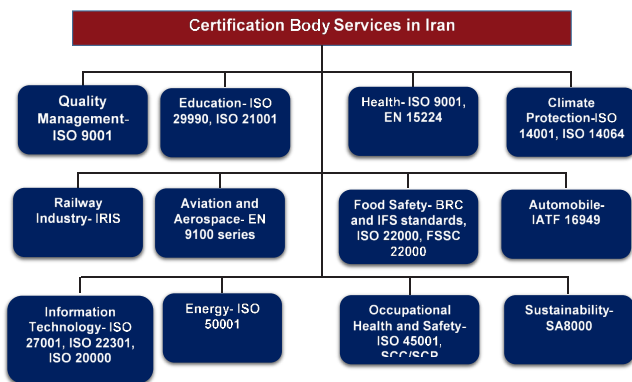 Certification Body Services in Iran
Quality
Management-
ISO 9001
Education- ISO
29990, ISO 21001
Health- ISO 9001,
EN 15224
Climate
Protection-ISO
14001, ISO 14064
Railway
Industry- IRIS
Aviation and
Aerospace- EN
9100 series
Food Safety- BRC
and IFS standards,
ISO 22000, FSSC
22000
Automobile-
IATF 16949
Information
Technology- ISO
27001, ISO 22301,
ISO 20000
Energy- ISO
50001
Occupational
Health and Safety-
ISO 45001,
SCC/SCP
Sustainability-
SA8000